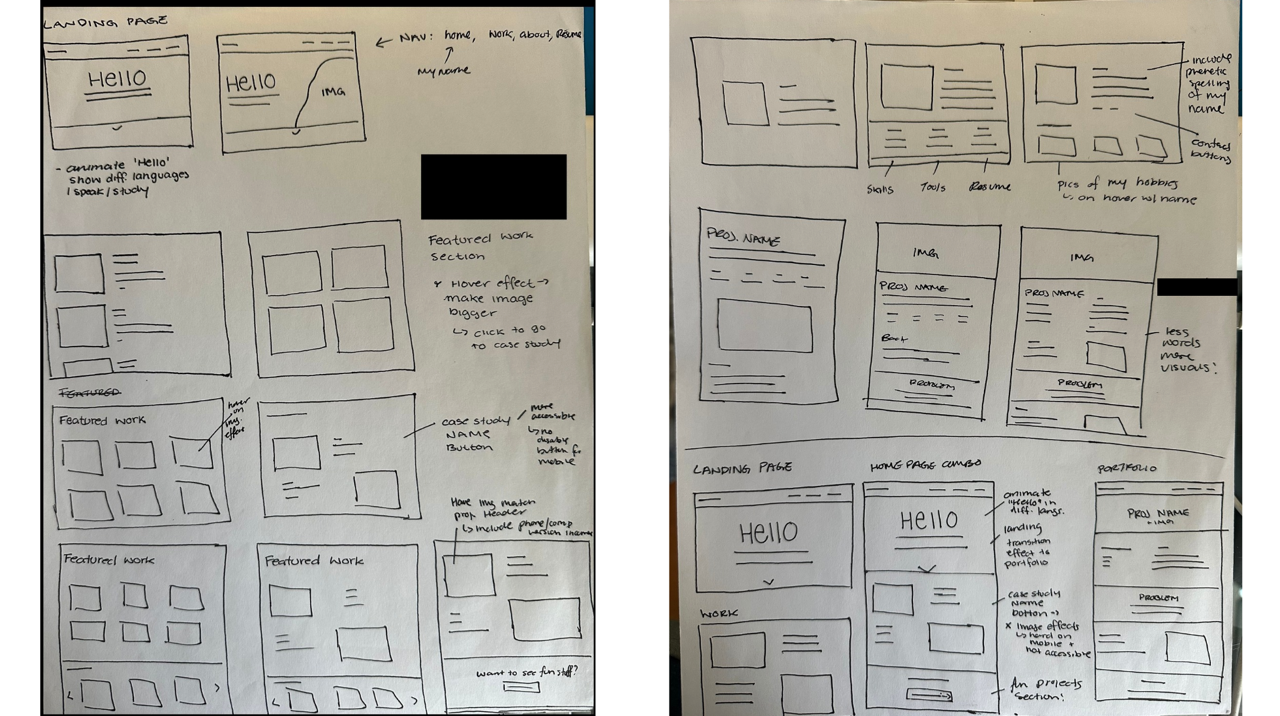 LANDING PAGE
Hello
Hello
IMG
← NAV: home, work, about, Resume
My name
- animate 'Hello'
show diff. languages
I speak/study
Featured work
section
* Hover effect →
make image
bigger
↳ click to go
to case study
FEATURED
Featured work
hover
on
img.
case study
NAME
Button
more
accessible
↳ no
button for
mobile
Have img match
proj. Header
↳ include phone/comp
version
Featured work
Featured work
want to see fun stuff?
include
phonetic
spelling
of my
name
contact
buttons
Skills
Tools
Resume
pics of my hobbies
↳ on hover w/ name
PROJ. NAME
IMG
PROJ NAME
PROBLEM
IMG
PROJ NAME
PROBLEM
less
words
more
visuals!
LANDING PAGE
Hello
WORK
HOME PAGE COMBO
Hello
animate
"Hello" in
diff. langs.
landing
transition
effect to
portfolio
case study
Name
button →
* Image effects
↳ hard on
mobile +
not accessible
fun projects
section!
PORTFOLIO
PROJ NAME
+ IMG
PROBLEM